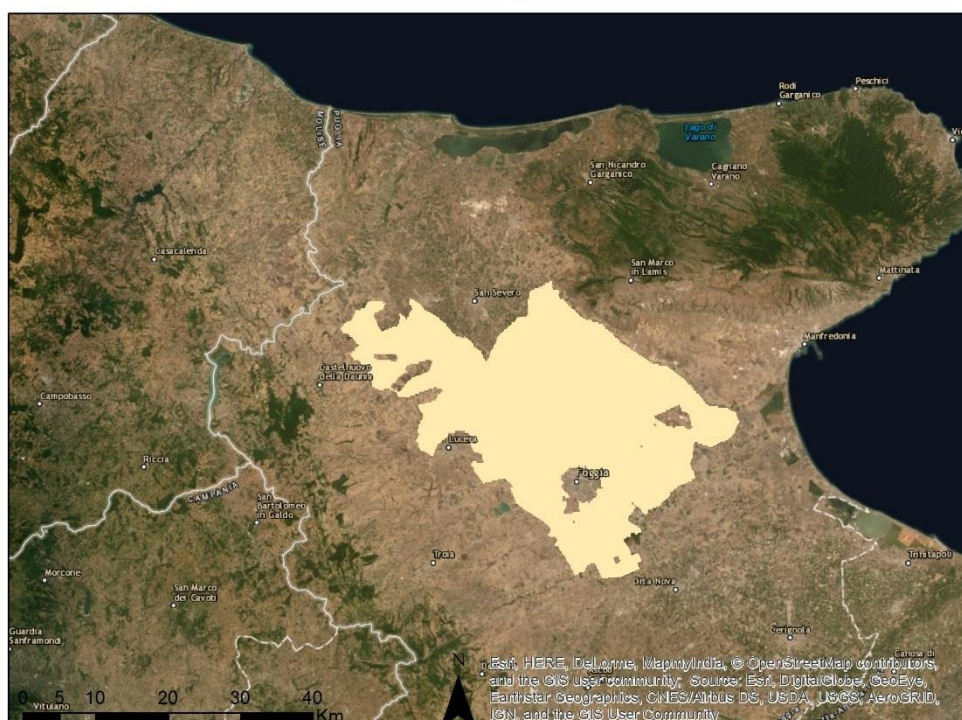 Rodi
Garganico
Peschici
Lago di
Varano
PUGLIA
MOLISE
San Nicandro
Garganico
Cagnano
Varano
Casacalenda
San Marco
in Lamis
Mattinata
San Severo
Manfredonia
Castelnuovo
della Daunia
Campobasso
Lucera
Riccia
Foggia
CAMPANIA
San
Bartolomeo
in Galdo
Troia
Trinitapoli
Morcone
Orta Nova
San Marco
dei Cavoti
Guardia
Sanframondi
Cerignola
N
Esri, HERE, DeLorme, MapmyIndia, © OpenStreetMap contributors,
and the GIS user community; Source: Esri, DigitalGlobe, GeoEye,
Earthstar Geographics, CNES/Airbus DS, USDA, USGS, AeroGRID,
IGN, and the GIS User Community
0 5 10 20 30 40
Km
Vitulano